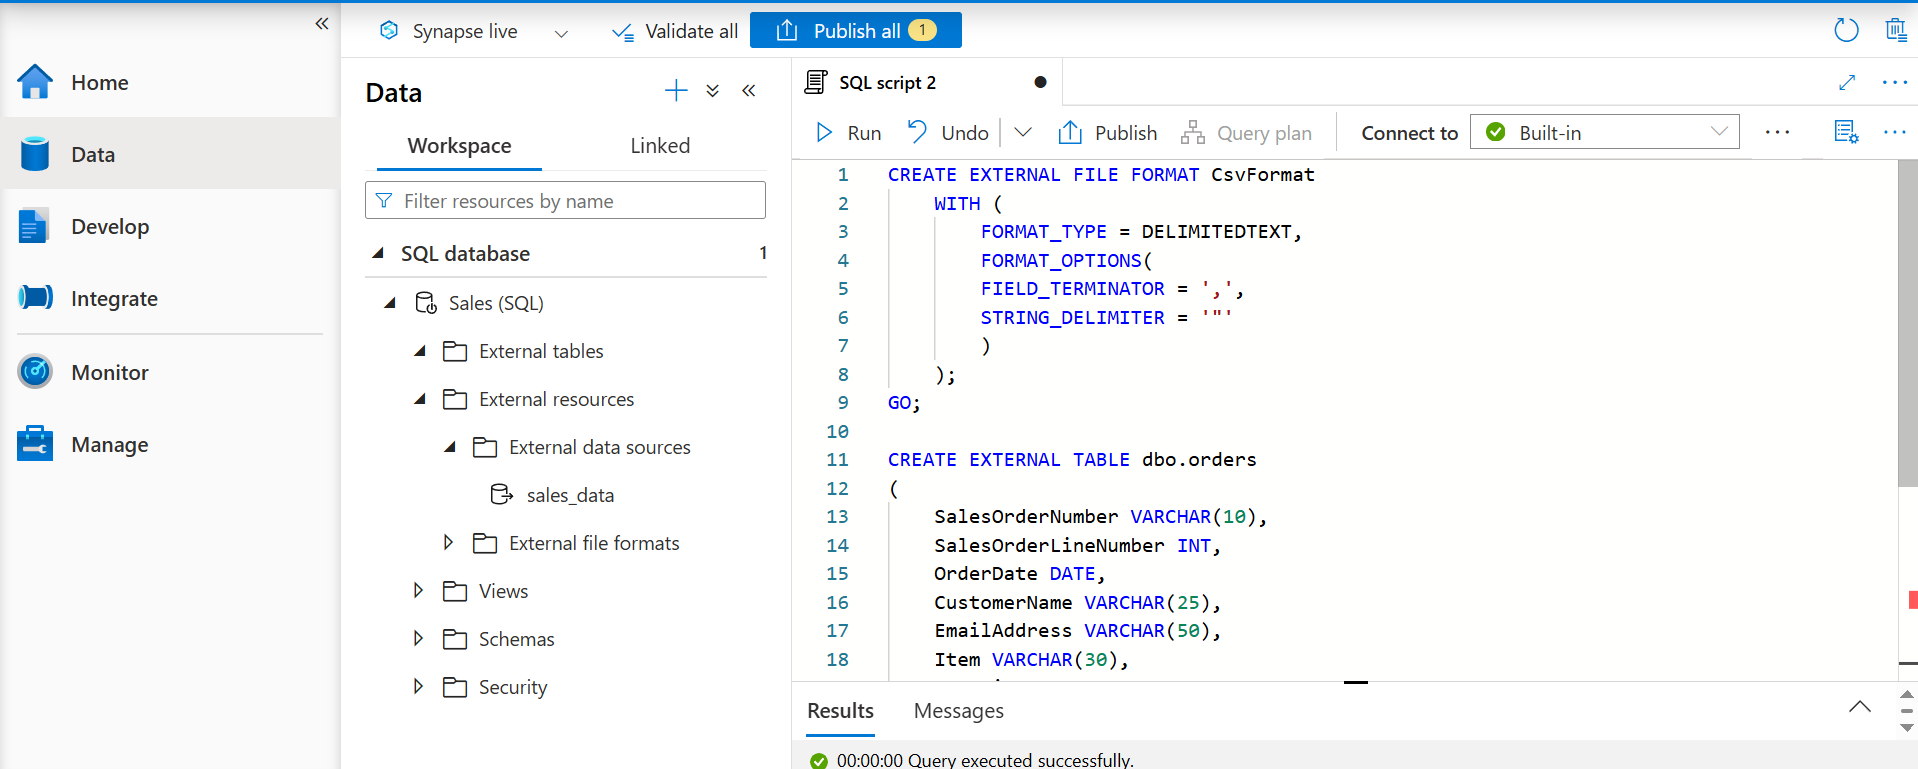 Synapse live
Validate all
Publish all 1
Home
Data
Develop
Integrate
Monitor
Manage
Data
Workspace
Linked
Filter resources by name
SQL database 1
Sales (SQL)
External tables
External resources
External data sources
sales_data
External file formats
Views
Schemas
Security
SQL script 2
Run
Undo
Publish
Query plan
Connect to
Built-in
1 CREATE EXTERNAL FILE FORMAT CsvFormat
2 WITH (
3 FORMAT_TYPE = DELIMITEDTEXT,
4 FORMAT_OPTIONS(
5 FIELD_TERMINATOR = ',',
6 STRING_DELIMITER = '"'
7 )
8 );
9 GO;
10
11 CREATE EXTERNAL TABLE dbo.orders
12 (
13 SalesOrderNumber VARCHAR(10),
14 SalesOrderLineNumber INT,
15 OrderDate DATE,
16 CustomerName VARCHAR(25),
17 EmailAddress VARCHAR(50),
18 Item VARCHAR(30),
Results
Messages
00:00:00 Query executed successfully.